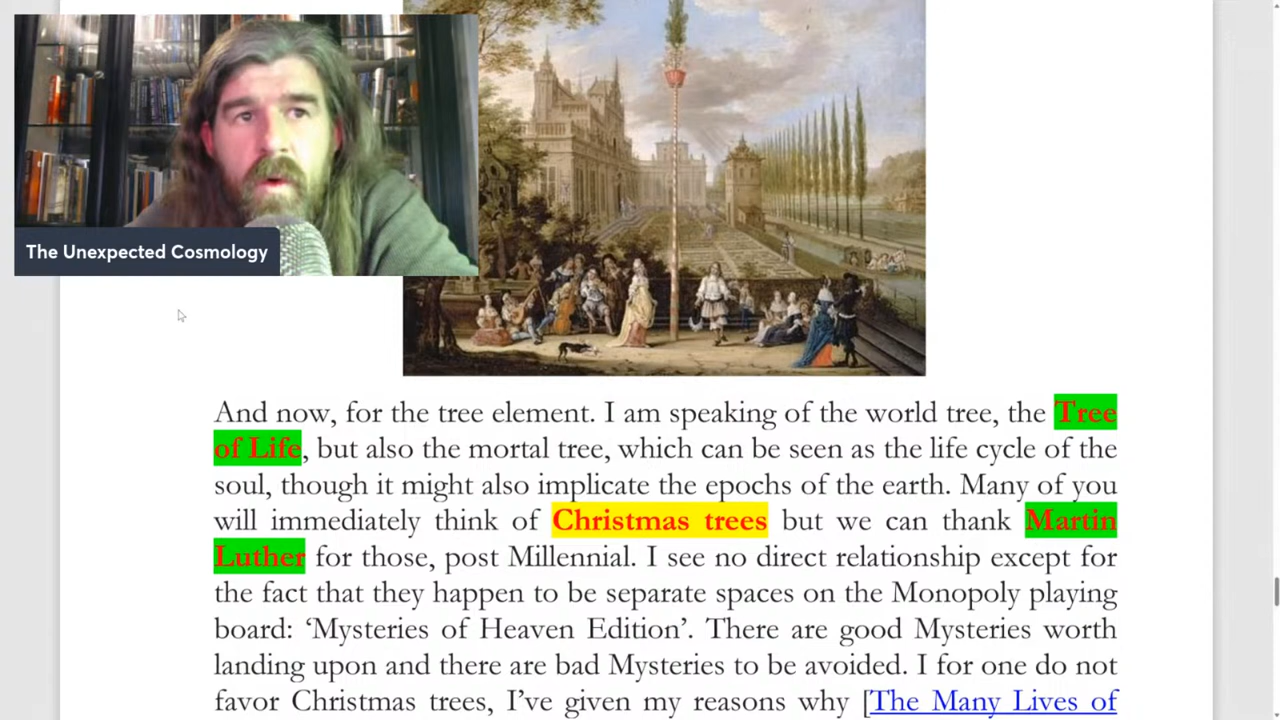 The Unexpected Cosmology
And now, for the tree element. I am speaking of the world tree, the Tree
of Life, but also the mortal tree, which can be seen as the life cycle of the
soul, though it might also implicate the epochs of the earth. Many of you
will immediately think of Christmas trees but we can thank Martin
Luther for those, post Millennial. I see no direct relationship except for
the fact that they happen to be separate spaces on the Monopoly playing
board: ‘Mysteries of Heaven Edition’. There are good Mysteries worth
landing upon and there are bad Mysteries to be avoided. I for one do not
favor Christmas trees, I’ve given my reasons why [The Many Lives of